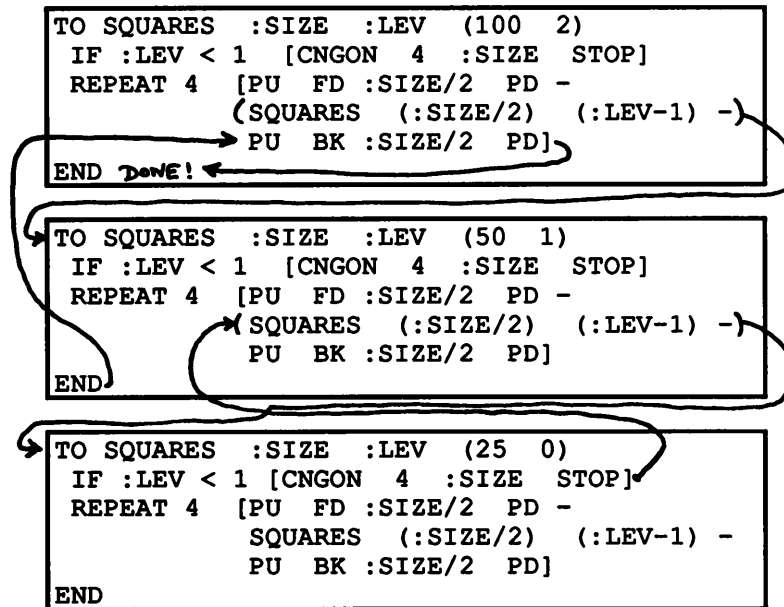 TO SQUARES :SIZE :LEV (100 2)
IF :LEV < 1 [CNGON 4 :SIZE STOP]
REPEAT 4 [PU FD :SIZE/2 PD -
(SQUARES (:SIZE/2) (:LEV-1) -)
PU BK :SIZE/2 PD]
END DONE!
TO SQUARES :SIZE :LEV (50 1)
IF :LEV < 1 [CNGON 4 :SIZE STOP]
REPEAT 4 [PU FD :SIZE/2 PD -
(SQUARES (:SIZE/2) (:LEV-1) -)
PU BK :SIZE/2 PD]
END
TO SQUARES :SIZE :LEV (25 0)
IF :LEV < 1 [CNGON 4 :SIZE STOP]
REPEAT 4 [PU FD :SIZE/2 PD -
SQUARES (:SIZE/2) (:LEV-1) -
PU BK :SIZE/2 PD]
END